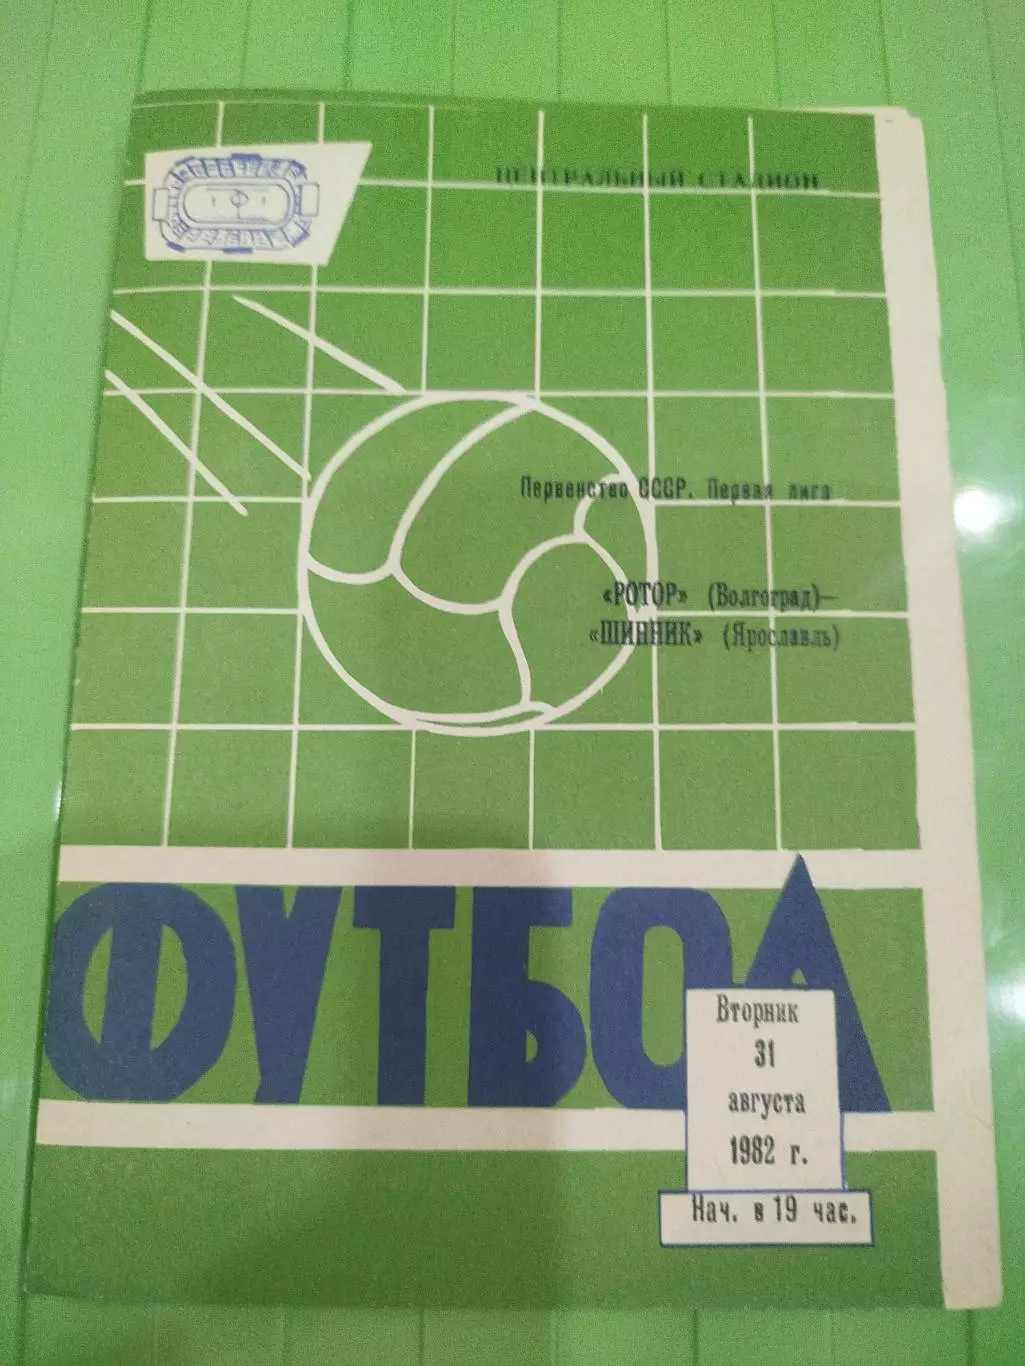 ЦЕНТРАЛЬНЫЙ СТАДИОН
Первенство СССР. Первая лига
«РОТОР» (Волгоград)—
«ШИННИК» (Ярославль)
ФУТБОЛ
Вторник
31
августа
1982 г.
Нач. в 19 час.